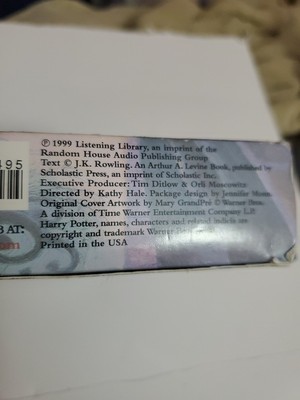 495
B AT:
om
℗ 1999 Listening Library, an imprint of the
Random House Audio Publishing Group
Text © J.K. Rowling. An Arthur A. Levine Book, published by
Scholastic Press, an imprint of Scholastic Inc.
Executive Producer: Tim Ditlow & Orli Moscowitz
Directed by Kathy Hale. Package design by Jennifer
Original Cover Artwork by Mary GrandPré © Warner Bros.
A division of Time Warner Entertainment Company L.P.
Harry Potter, names, characters and related indicia are
copyright and trademark Warner
Printed in the USA